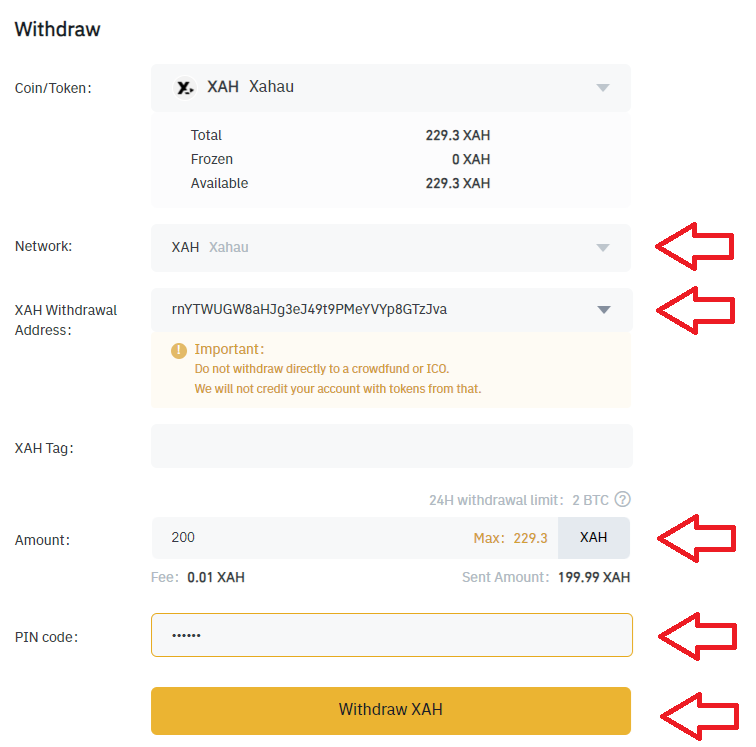 Withdraw
Coin/Token:
XAH Xahau
Total 229.3 XAH
Frozen 0 XAH
Available 229.3 XAH
Network:
XAH Xahau
XAH Withdrawal
Address:
rnYTWUGW8aHJg3eJ49t9PMeYVYp8GTzJva
Important:
Do not withdraw directly to a crowdfund or ICO.
We will not credit your account with tokens from that.
XAH Tag:
24H withdrawal limit: 2 BTC ?
Amount:
200 Max: 229.3 XAH
Fee: 0.01 XAH Sent Amount: 199.99 XAH
PIN code:
••••••
Withdraw XAH